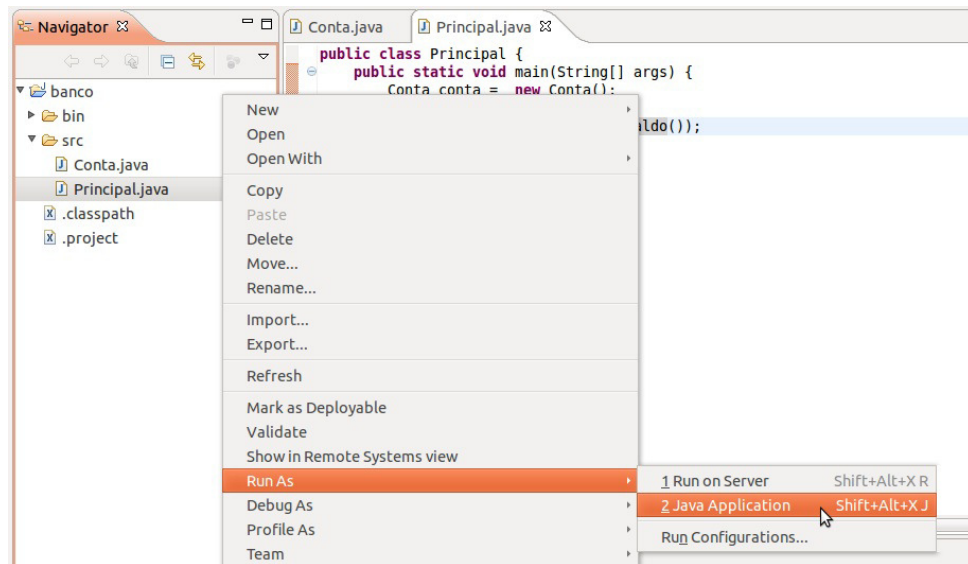 Navigator
Conta.java
Principal.java
public class Principal {
public static void main(String[] args) {
Conta conta = new Conta();
aldo());
banco
bin
src
Conta.java
Principal.java
.classpath
.project
New
Open
Open With
Copy
Paste
Delete
Move...
Rename...
Import...
Export...
Refresh
Mark as Deployable
Validate
Show in Remote Systems view
Run As
Debug As
Profile As
Team
1 Run on Server Shift+Alt+X R
2 Java Application Shift+Alt+X J
Run Configurations...